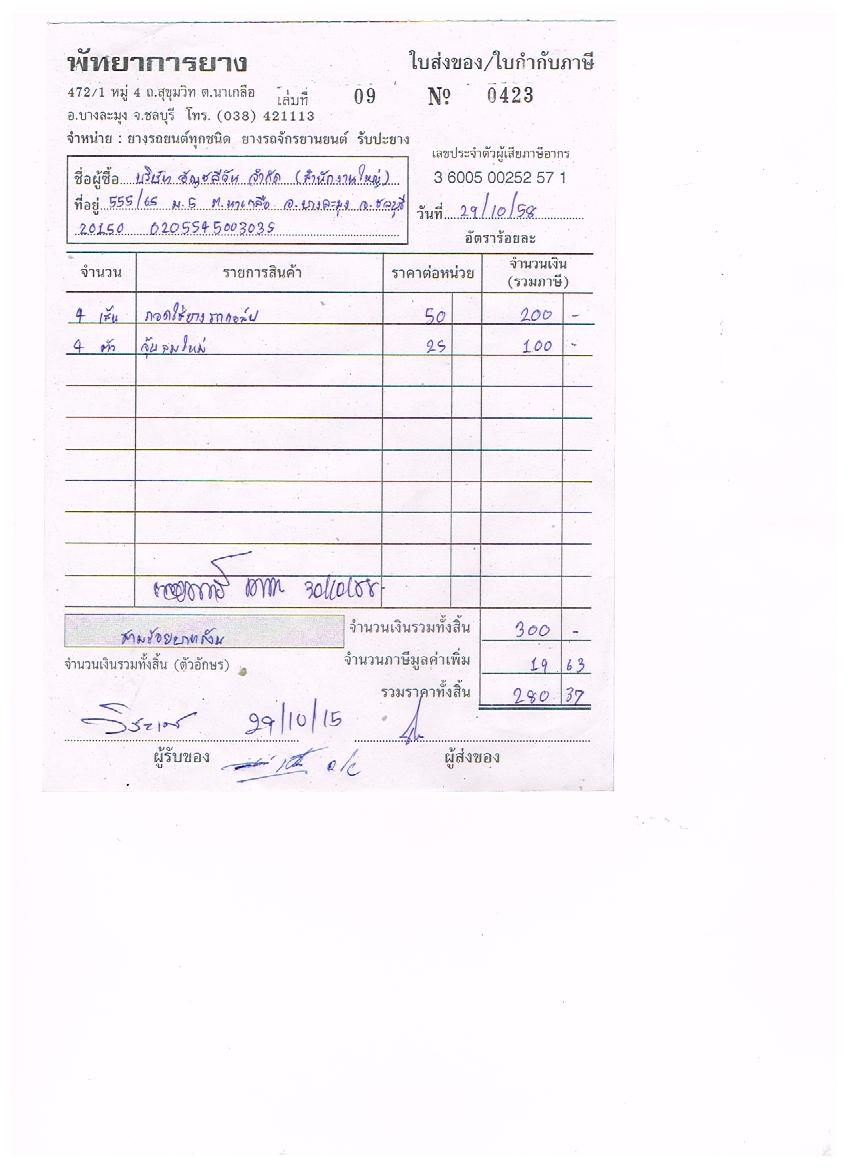 พัทยาการยาง ใบส่งของ/ใบกำกับภาษี
472/1 หมู่ 4 ถ.สุขุมวิท ต.นาเกลือ เล่มที่ 09 Nº 0423
อ.บางละมุง จ.ชลบุรี โทร. (038) 421113
จำหน่าย : ยางรถยนต์ทุกชนิด ยางรถจักรยานยนต์ รับปะยาง
เลขประจำตัวผู้เสียภาษีอากร
3 6005 00252 57 1
ชื่อผู้ซื้อ บริษัท จำกัด (สำนักงานใหญ่)
ที่อยู่ 555/65 ม.5 ต.นาเกลือ อ.บางละมุง จ.ชลบุรี
วันที่ 29/10/58
20150 0205545003035
อัตราร้อยละ
จำนวน รายการสินค้า ราคาต่อหน่วย จำนวนเงิน (รวมภาษี)
4 เส้น ถอดใส่ยางรถกอล์ฟ 50 200 -
4 ตัว จุ๊บลมใหม่ 25 100 -
30/10/58
จำนวนเงินรวมทั้งสิ้น 300 -
สามร้อยบาทถ้วน
จำนวนเงินรวมทั้งสิ้น (ตัวอักษร) จำนวนภาษีมูลค่าเพิ่ม 19 63
รวมราคาทั้งสิ้น 280 37
29/10/15
ผู้รับของ ผู้ส่งของ